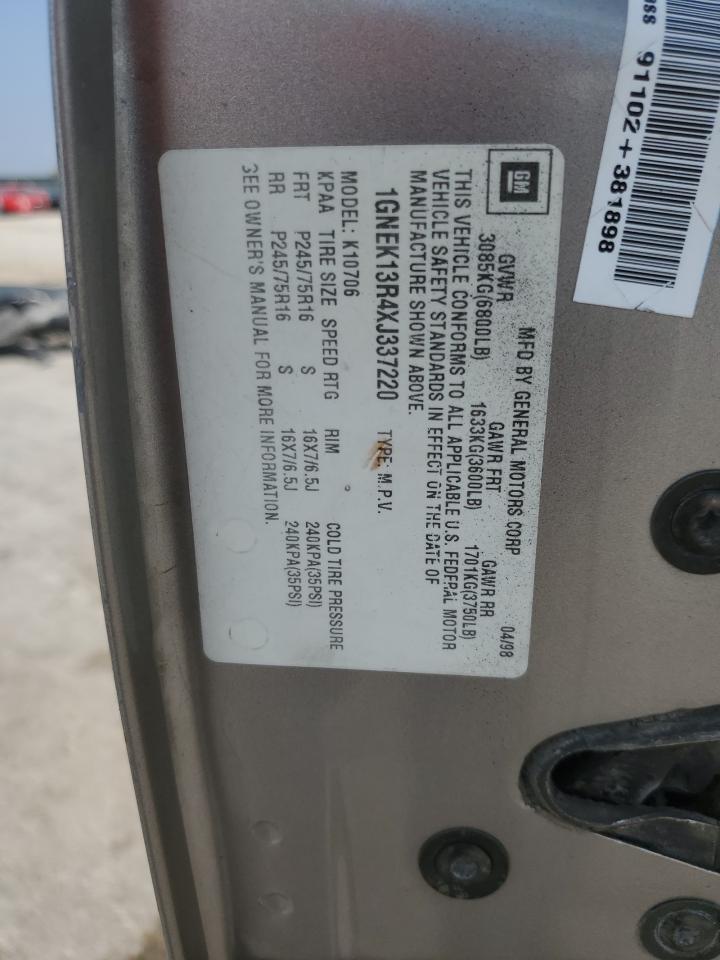 GM
MFD BY GENERAL MOTORS CORP 04/98
GVWR GAWR FRT GAWR RR
3085KG(6800LB) 1633KG(3600LB) 1701KG(3750LB)
THIS VEHICLE CONFORMS TO ALL APPLICABLE U.S. FEDERAL MOTOR
VEHICLE SAFETY STANDARDS IN EFFECT ON THE DATE OF
MANUFACTURE SHOWN ABOVE.
1GNEK13R4XJ337220 TYPE: M.P.V.
MODEL: K10706
KPAA TIRE SIZE SPEED RTG RIM COLD TIRE PRESSURE
FRT P245/75R16 S 16X7/6.5J 240KPA(35PSI)
RR P245/75R16 S 16X7/6.5J 240KPA(35PSI)
SEE OWNER'S MANUAL FOR MORE INFORMATION.
91102+381898